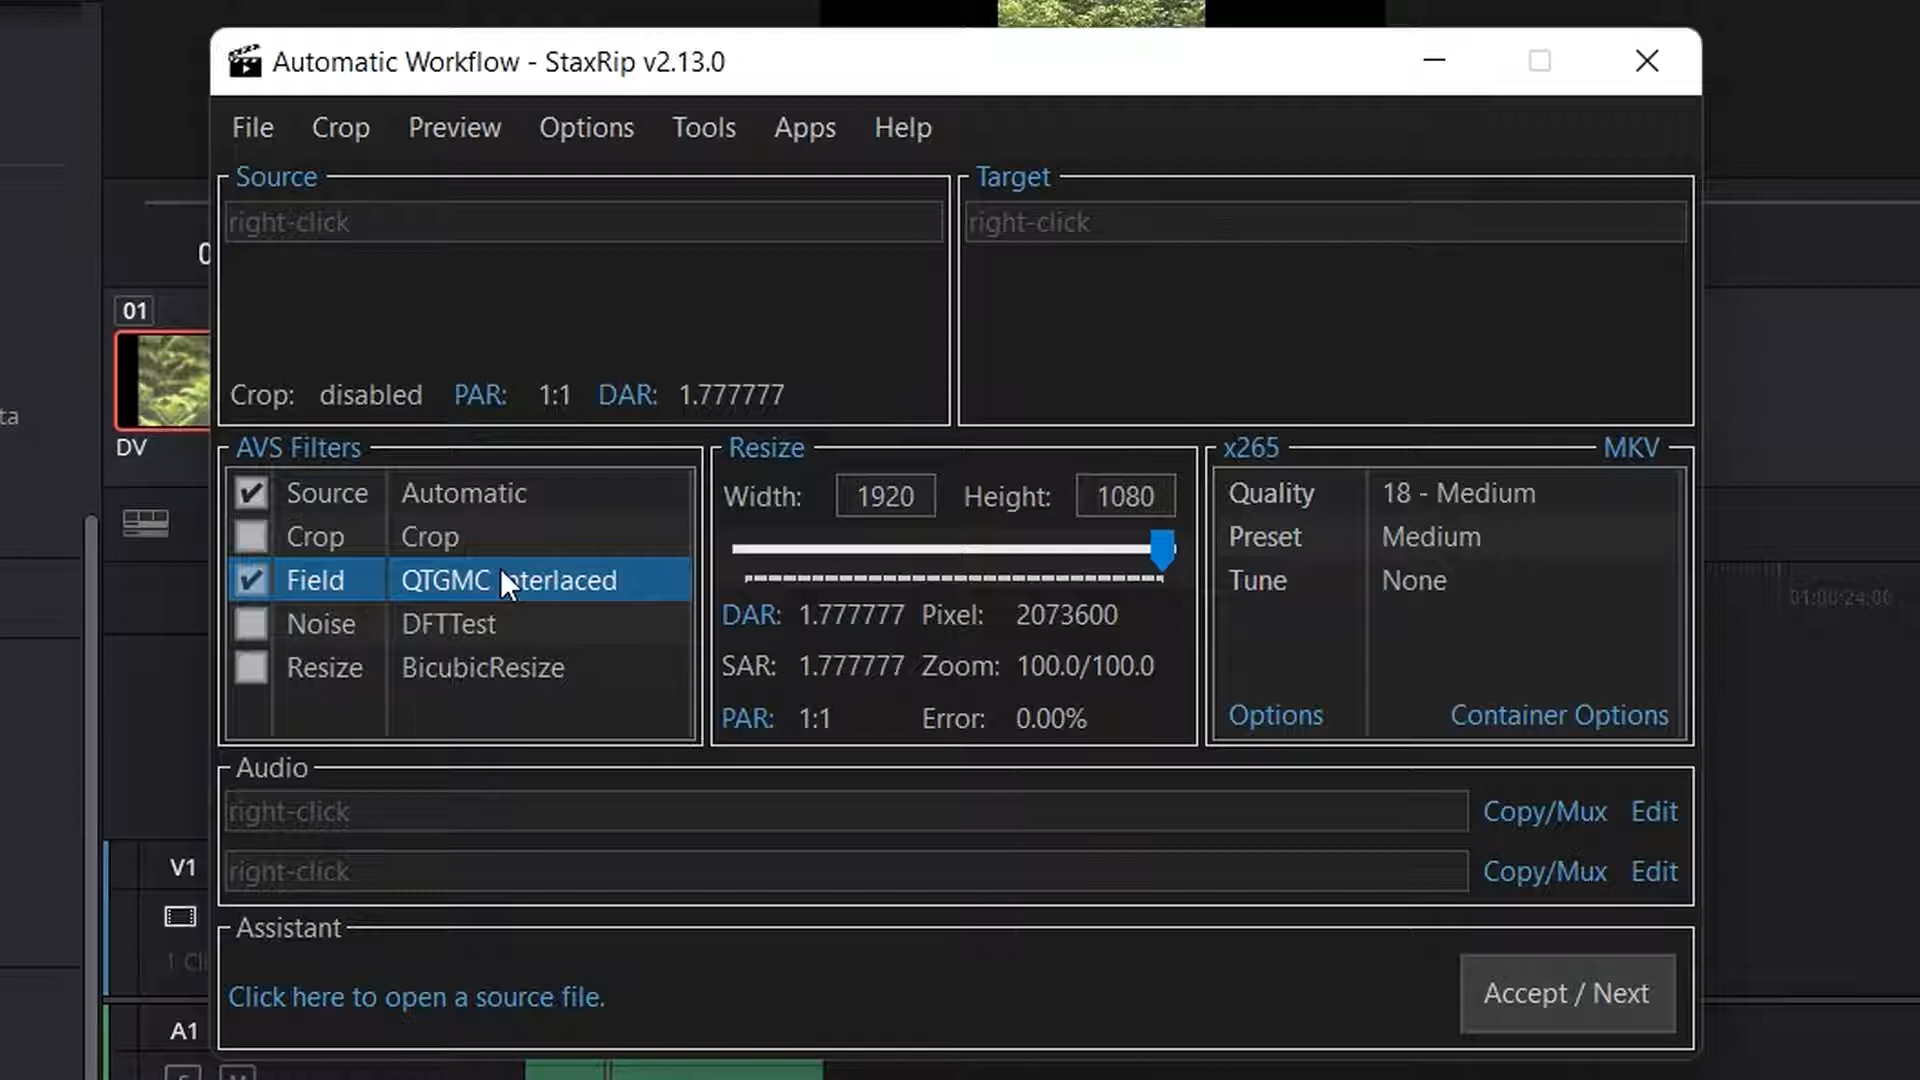 Automatic Workflow - StaxRip v2.13.0
File Crop Preview Options Tools Apps Help
Source
right-click
Crop: disabled PAR: 1:1 DAR: 1.777777
Target
right-click
AVS Filters
Source Automatic
Crop Crop
Field QTGMC Interlaced
Noise DFTTest
Resize BicubicResize
Resize
Width: 1920 Height: 1080
DAR: 1.777777 Pixel: 2073600
SAR: 1.777777 Zoom: 100.0/100.0
PAR: 1:1 Error: 0.00%
x265 MKV
Quality 18 - Medium
Preset Medium
Tune None
Options Container Options
Audio
right-click Copy/Mux Edit
right-click Copy/Mux Edit
Assistant
Click here to open a source file.
Accept / Next
01
DV
ta
V1
A1
01:00:24:00